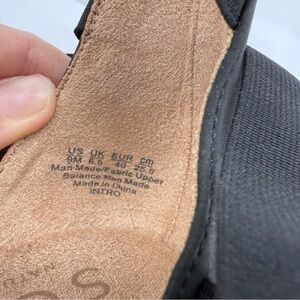 US UK EUR cm
9M 6.5 40 25.5
Man Made/Fabric Upper
Balance Man Made
Made in China
INTRO